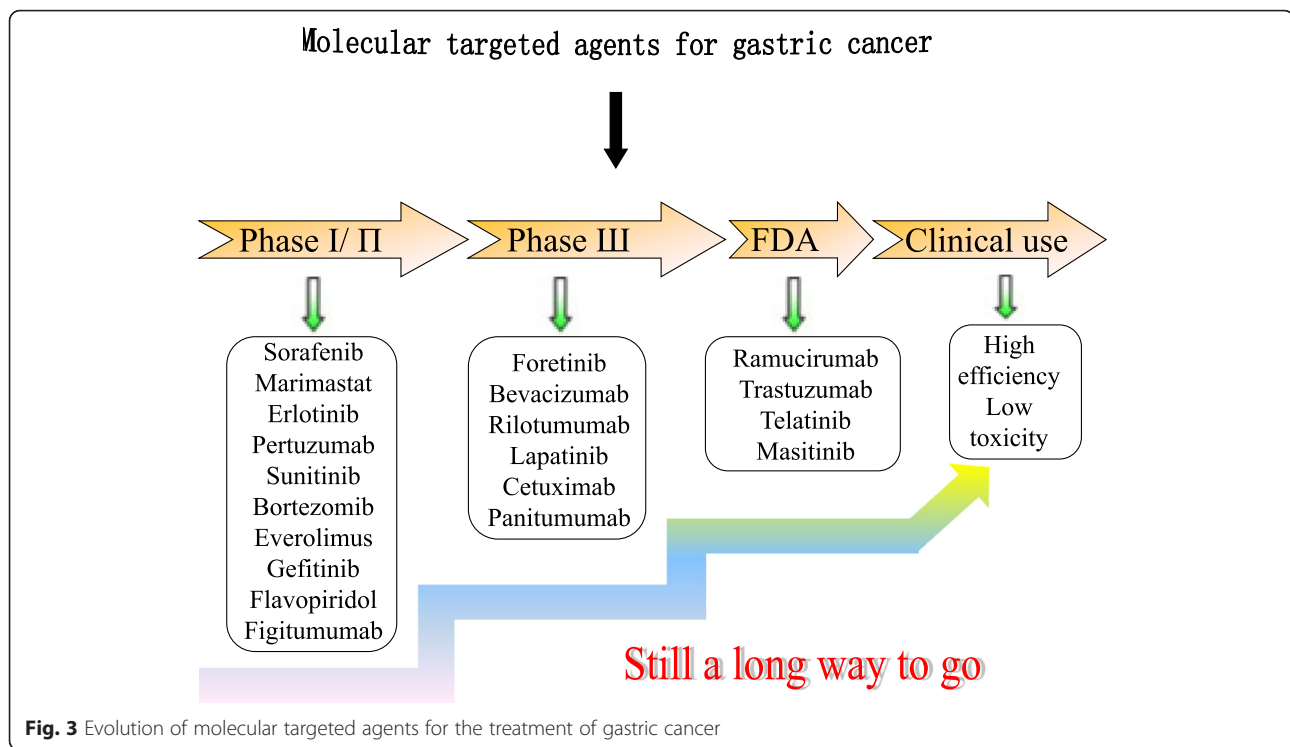 Molecular targeted agents for gastric cancer
Phase I/ Π
Phase Ш
FDA
Clinical use
Sorafenib
Marimastat
Erlotinib
Pertuzumab
Sunitinib
Bortezomib
Everolimus
Gefitinib
Flavopiridol
Figitumumab
Foretinib
Bevacizumab
Rilotumumab
Lapatinib
Cetuximab
Panitumumab
Ramucirumab
Trastuzumab
Telatinib
Masitinib
High
efficiency
Low
toxicity
Still a long way to go
Fig. 3 Evolution of molecular targeted agents for the treatment of gastric cancer